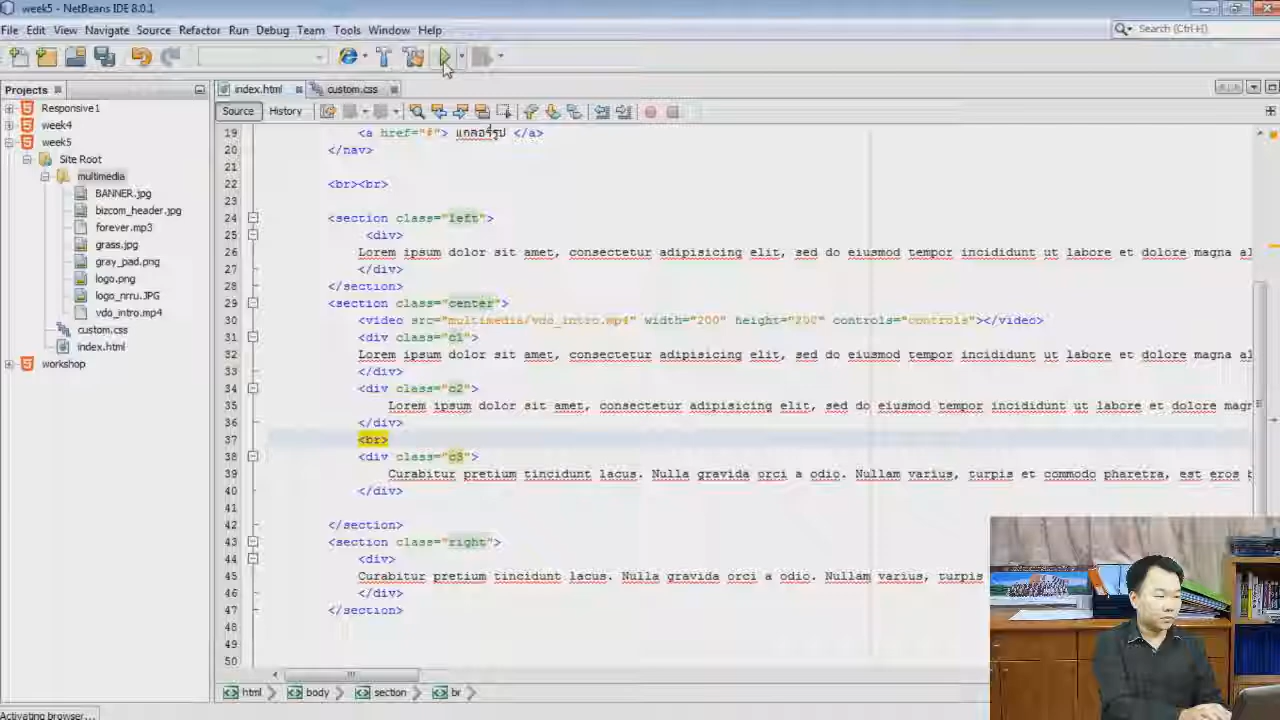 week5 - NetBeans IDE 8.0.1
File Edit View Navigate Source Refactor Run Debug Team Tools Window Help
Search (Ctrl+I)
Projects
index.html
custom.css
Source History
Responsive1
week4
week5
Site Root
multimedia
BANNER.jpg
bizcom_header.jpg
forever.mp3
grass.jpg
gray_pad.png
logo.png
logo_nrru.JPG
vdo_intro.mp4
custom.css
index.html
workshop
19 <a href="#"> แกลอรี่รูป </a>
20 </nav>
21
22 <br><br>
23
24 <section class="left">
25 <div>
26 Lorem ipsum dolor sit amet, consectetur adipisicing elit, sed do eiusmod tempor incididunt ut labore et dolore magna al
27 </div>
28 </section>
29 <section class="center">
30 <video src="multimedia/vdo_intro.mp4" width="200" height="200" controls="controls"></video>
31 <div class="c1">
32 Lorem ipsum dolor sit amet, consectetur adipisicing elit, sed do eiusmod tempor incididunt ut labore et dolore magna al
33 </div>
34 <div class="c2">
35 Lorem ipsum dolor sit amet, consectetur adipisicing elit, sed do eiusmod tempor incididunt ut labore et dolore magn
36 </div>
37 <br>
38 <div class="c3">
39 Curabitur pretium tincidunt lacus. Nulla gravida orci a odio. Nullam varius, turpis et commodo pharetra, est eros b
40 </div>
41
42 </section>
43 <section class="right">
44 <div>
45 Curabitur pretium tincidunt lacus. Nulla gravida orci a odio. Nullam varius, turpis
46 </div>
47 </section>
48
49
50
html body section br
Activating browser...